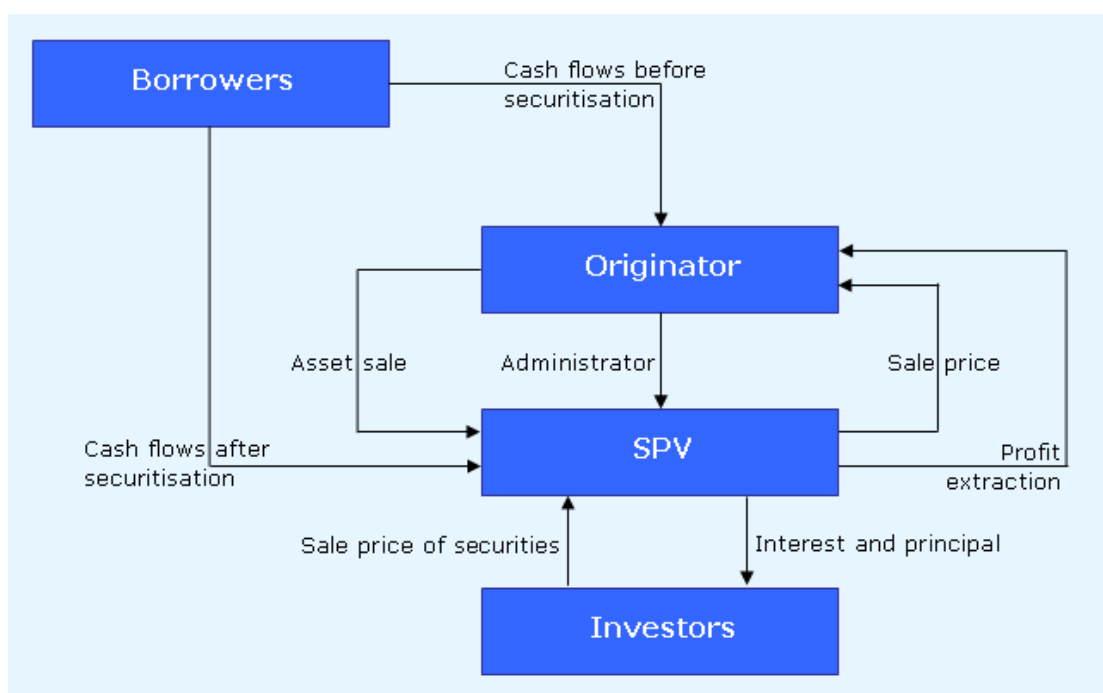 Borrowers
Cash flows before
securitisation
Originator
Asset sale
Administrator
Sale price
Cash flows after
securitisation
SPV
Profit
extraction
Sale price of securities
Interest and principal
Investors